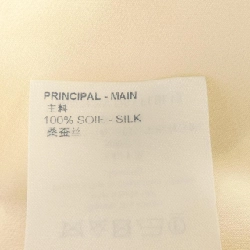 PRINCIPAL - MAIN
主料
100% SOIE - SILK
桑蚕丝